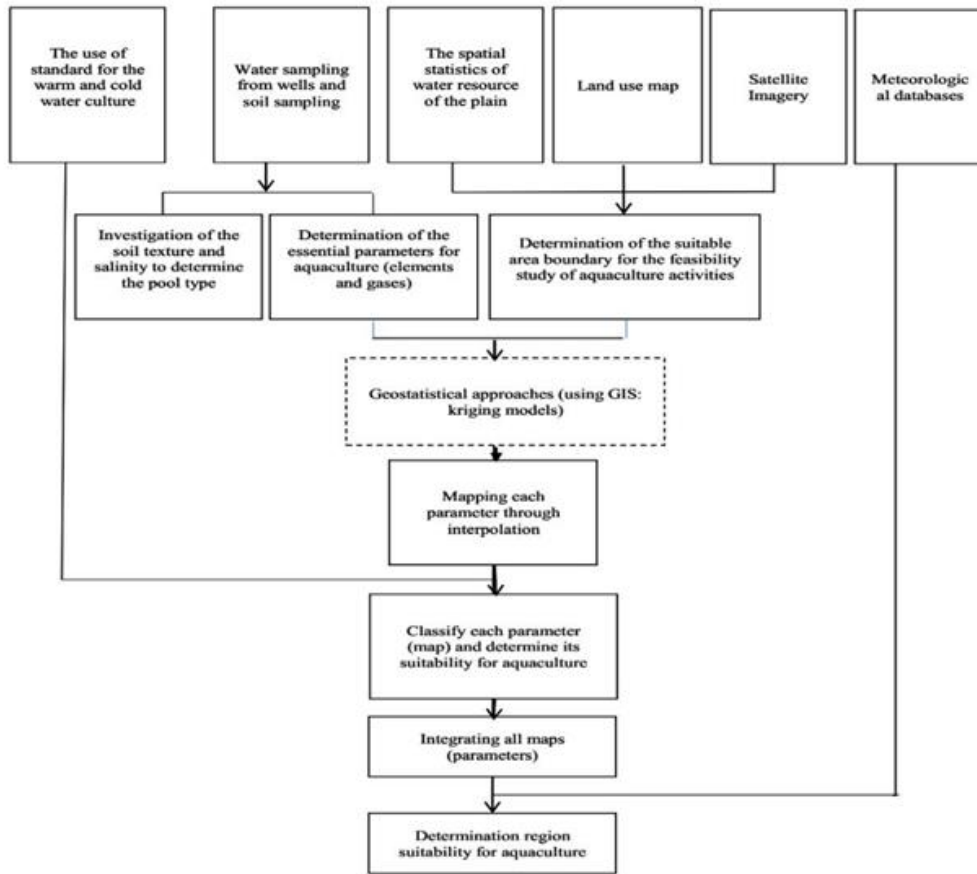 The use of
standard for the
warm and cold
water culture
Water sampling
from wells and
soil sampling
The spatial
statistics of
water resource
of the plain
Land use map
Satellite
Imagery
Meteorologic
al databases
Investigation of the
soil texture and
salinity to determine
the pool type
Determination of the
essential parameters for
aquaculture (elements
and gases)
Determination of the suitable
area boundary for the feasibility
study of aquaculture activities
Geostatistical approaches (using GIS:
kriging models)
Mapping each
parameter through
interpolation
Classify each parameter
(map) and determine its
suitability for aquaculture
Integrating all maps
(parameters)
Determination region
suitability for aquaculture